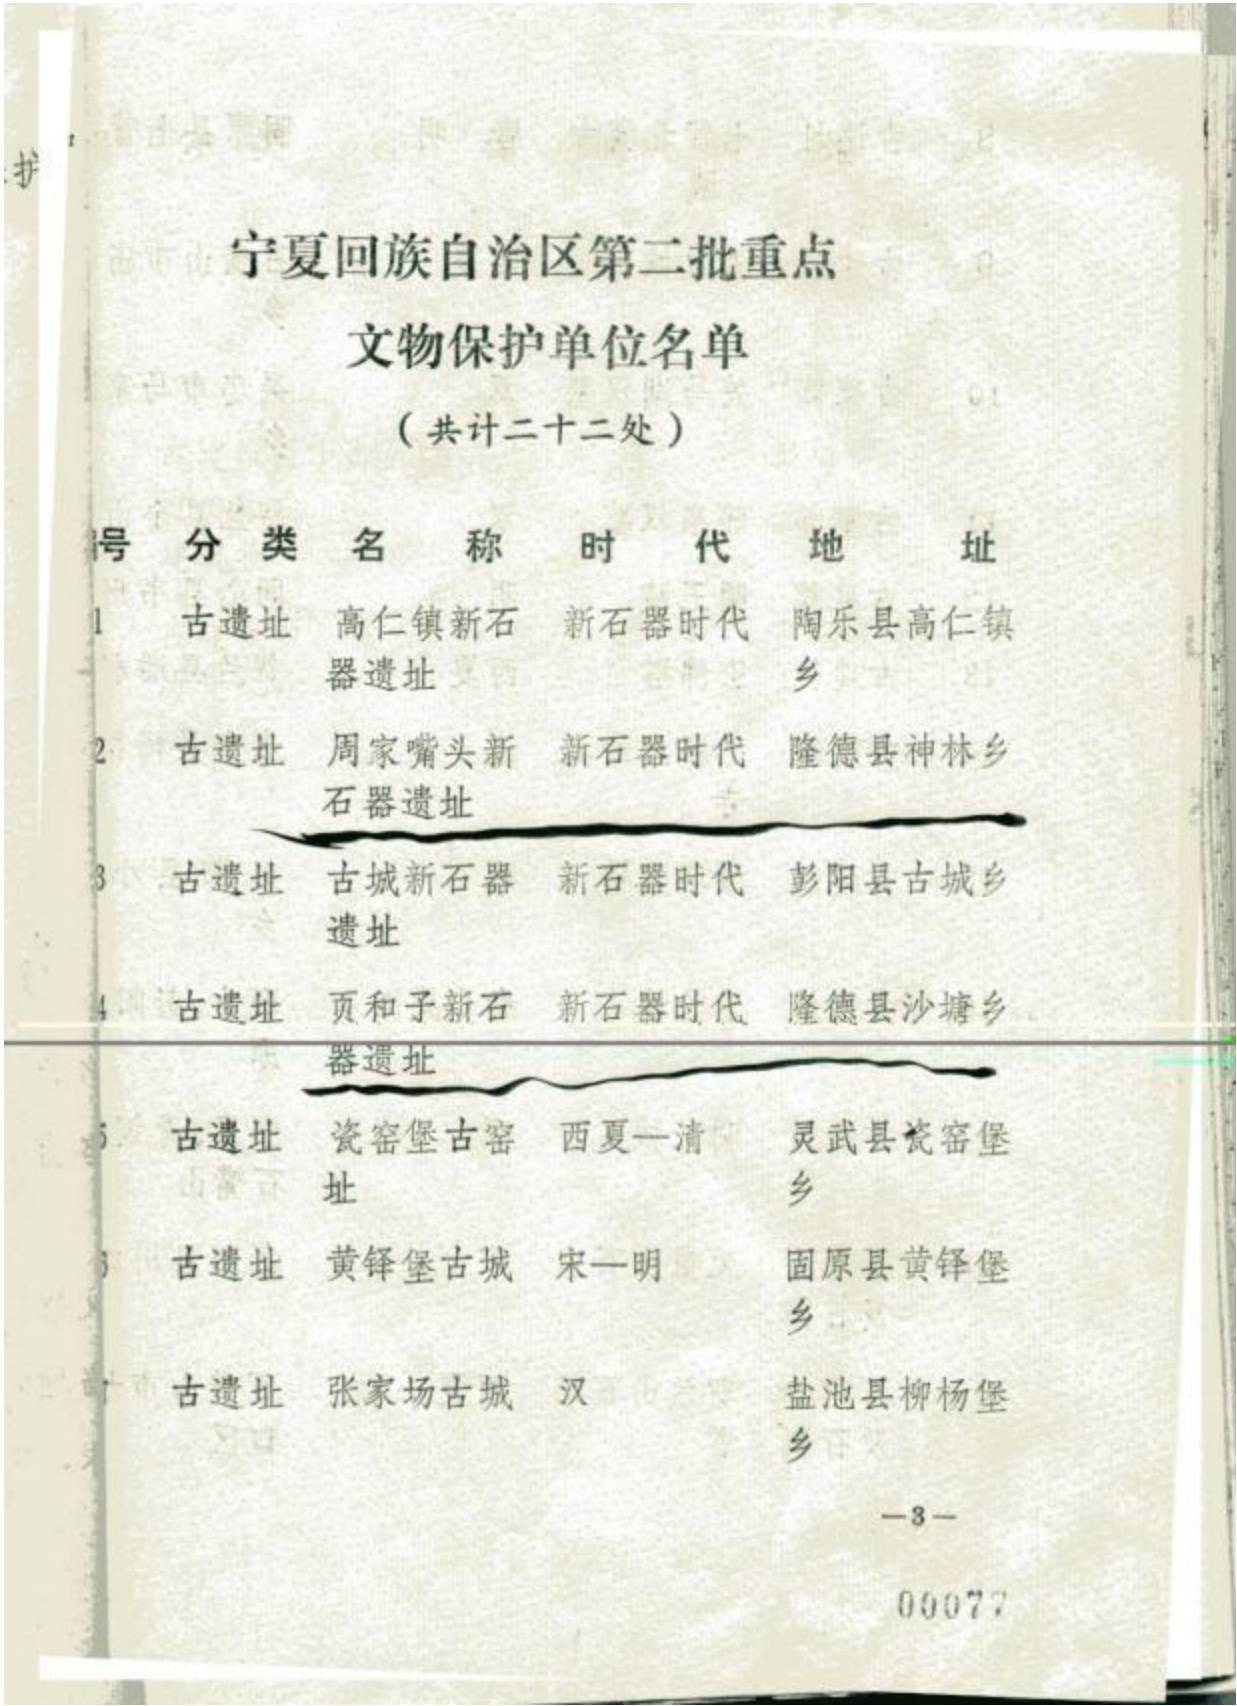 宁夏回族自治区第二批重点
文物保护单位名单
（共计二十二处）
号 分 类 名 称 时 代 地 址
1 古遗址 高仁镇新石 新石器时代 陶乐县高仁镇
器遗址 乡
2 古遗址 周家嘴头新 新石器时代 隆德县神林乡
石器遗址
3 古遗址 古城新石器 新石器时代 彭阳县古城乡
遗址
4 古遗址 页和子新石 新石器时代 隆德县沙塘乡
器遗址
5 古遗址 瓷窑堡古窑 西夏—清 灵武县瓷窑堡
址 乡
6 古遗址 黄铎堡古城 宋—明 固原县黄铎堡
乡
古遗址 张家场古城 汉 盐池县柳杨堡
乡
—3—
00077